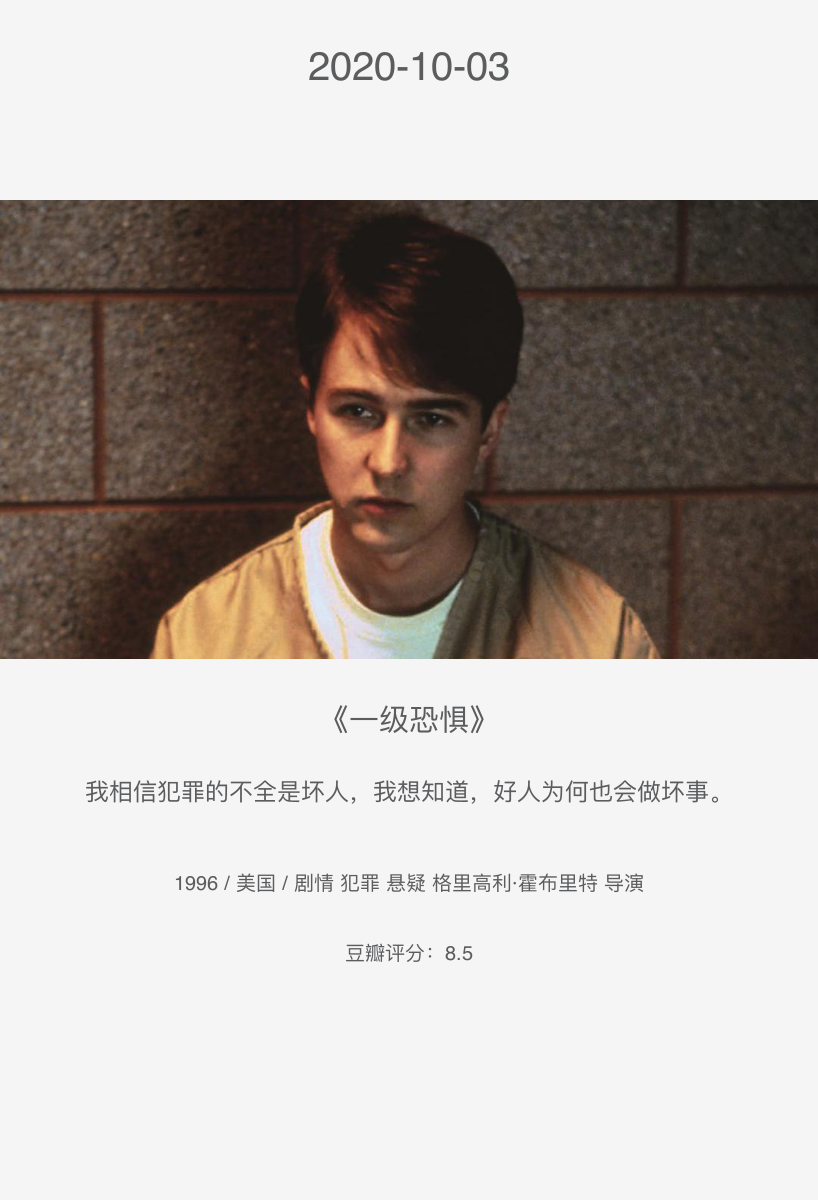 2020-10-03
《一级恐惧》
我相信犯罪的不全是坏人，我想知道，好人为何也会做坏事。
1996 / 美国 / 剧情 犯罪 悬疑 格里高利·霍布里特 导演
豆瓣评分：8.5